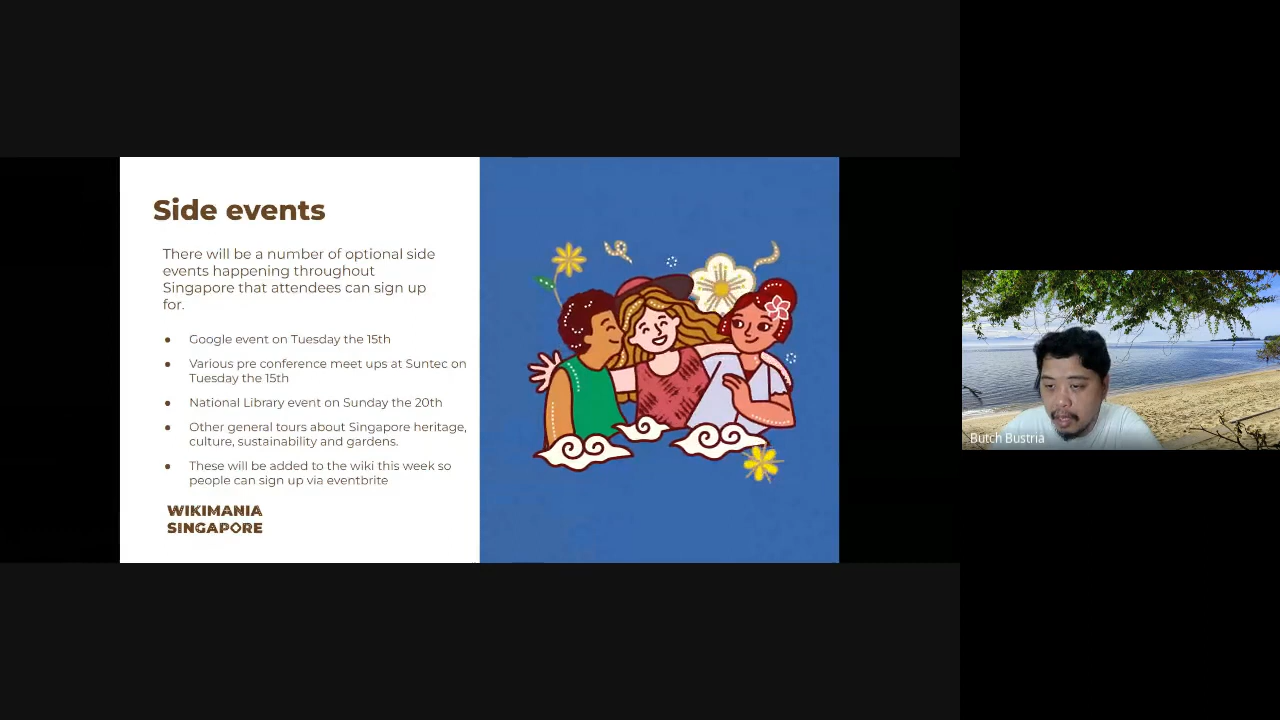 Side events
There will be a number of optional side
events happening throughout
Singapore that attendees can sign up
for.
● Google event on Tuesday the 15th
● Various pre conference meet ups at Suntec on
Tuesday the 15th
● National Library event on Sunday the 20th
● Other general tours about Singapore heritage,
culture, sustainability and gardens.
● These will be added to the wiki this week so
people can sign up via eventbrite
WIKIMANIA
SINGAPORE
Butch Bustria